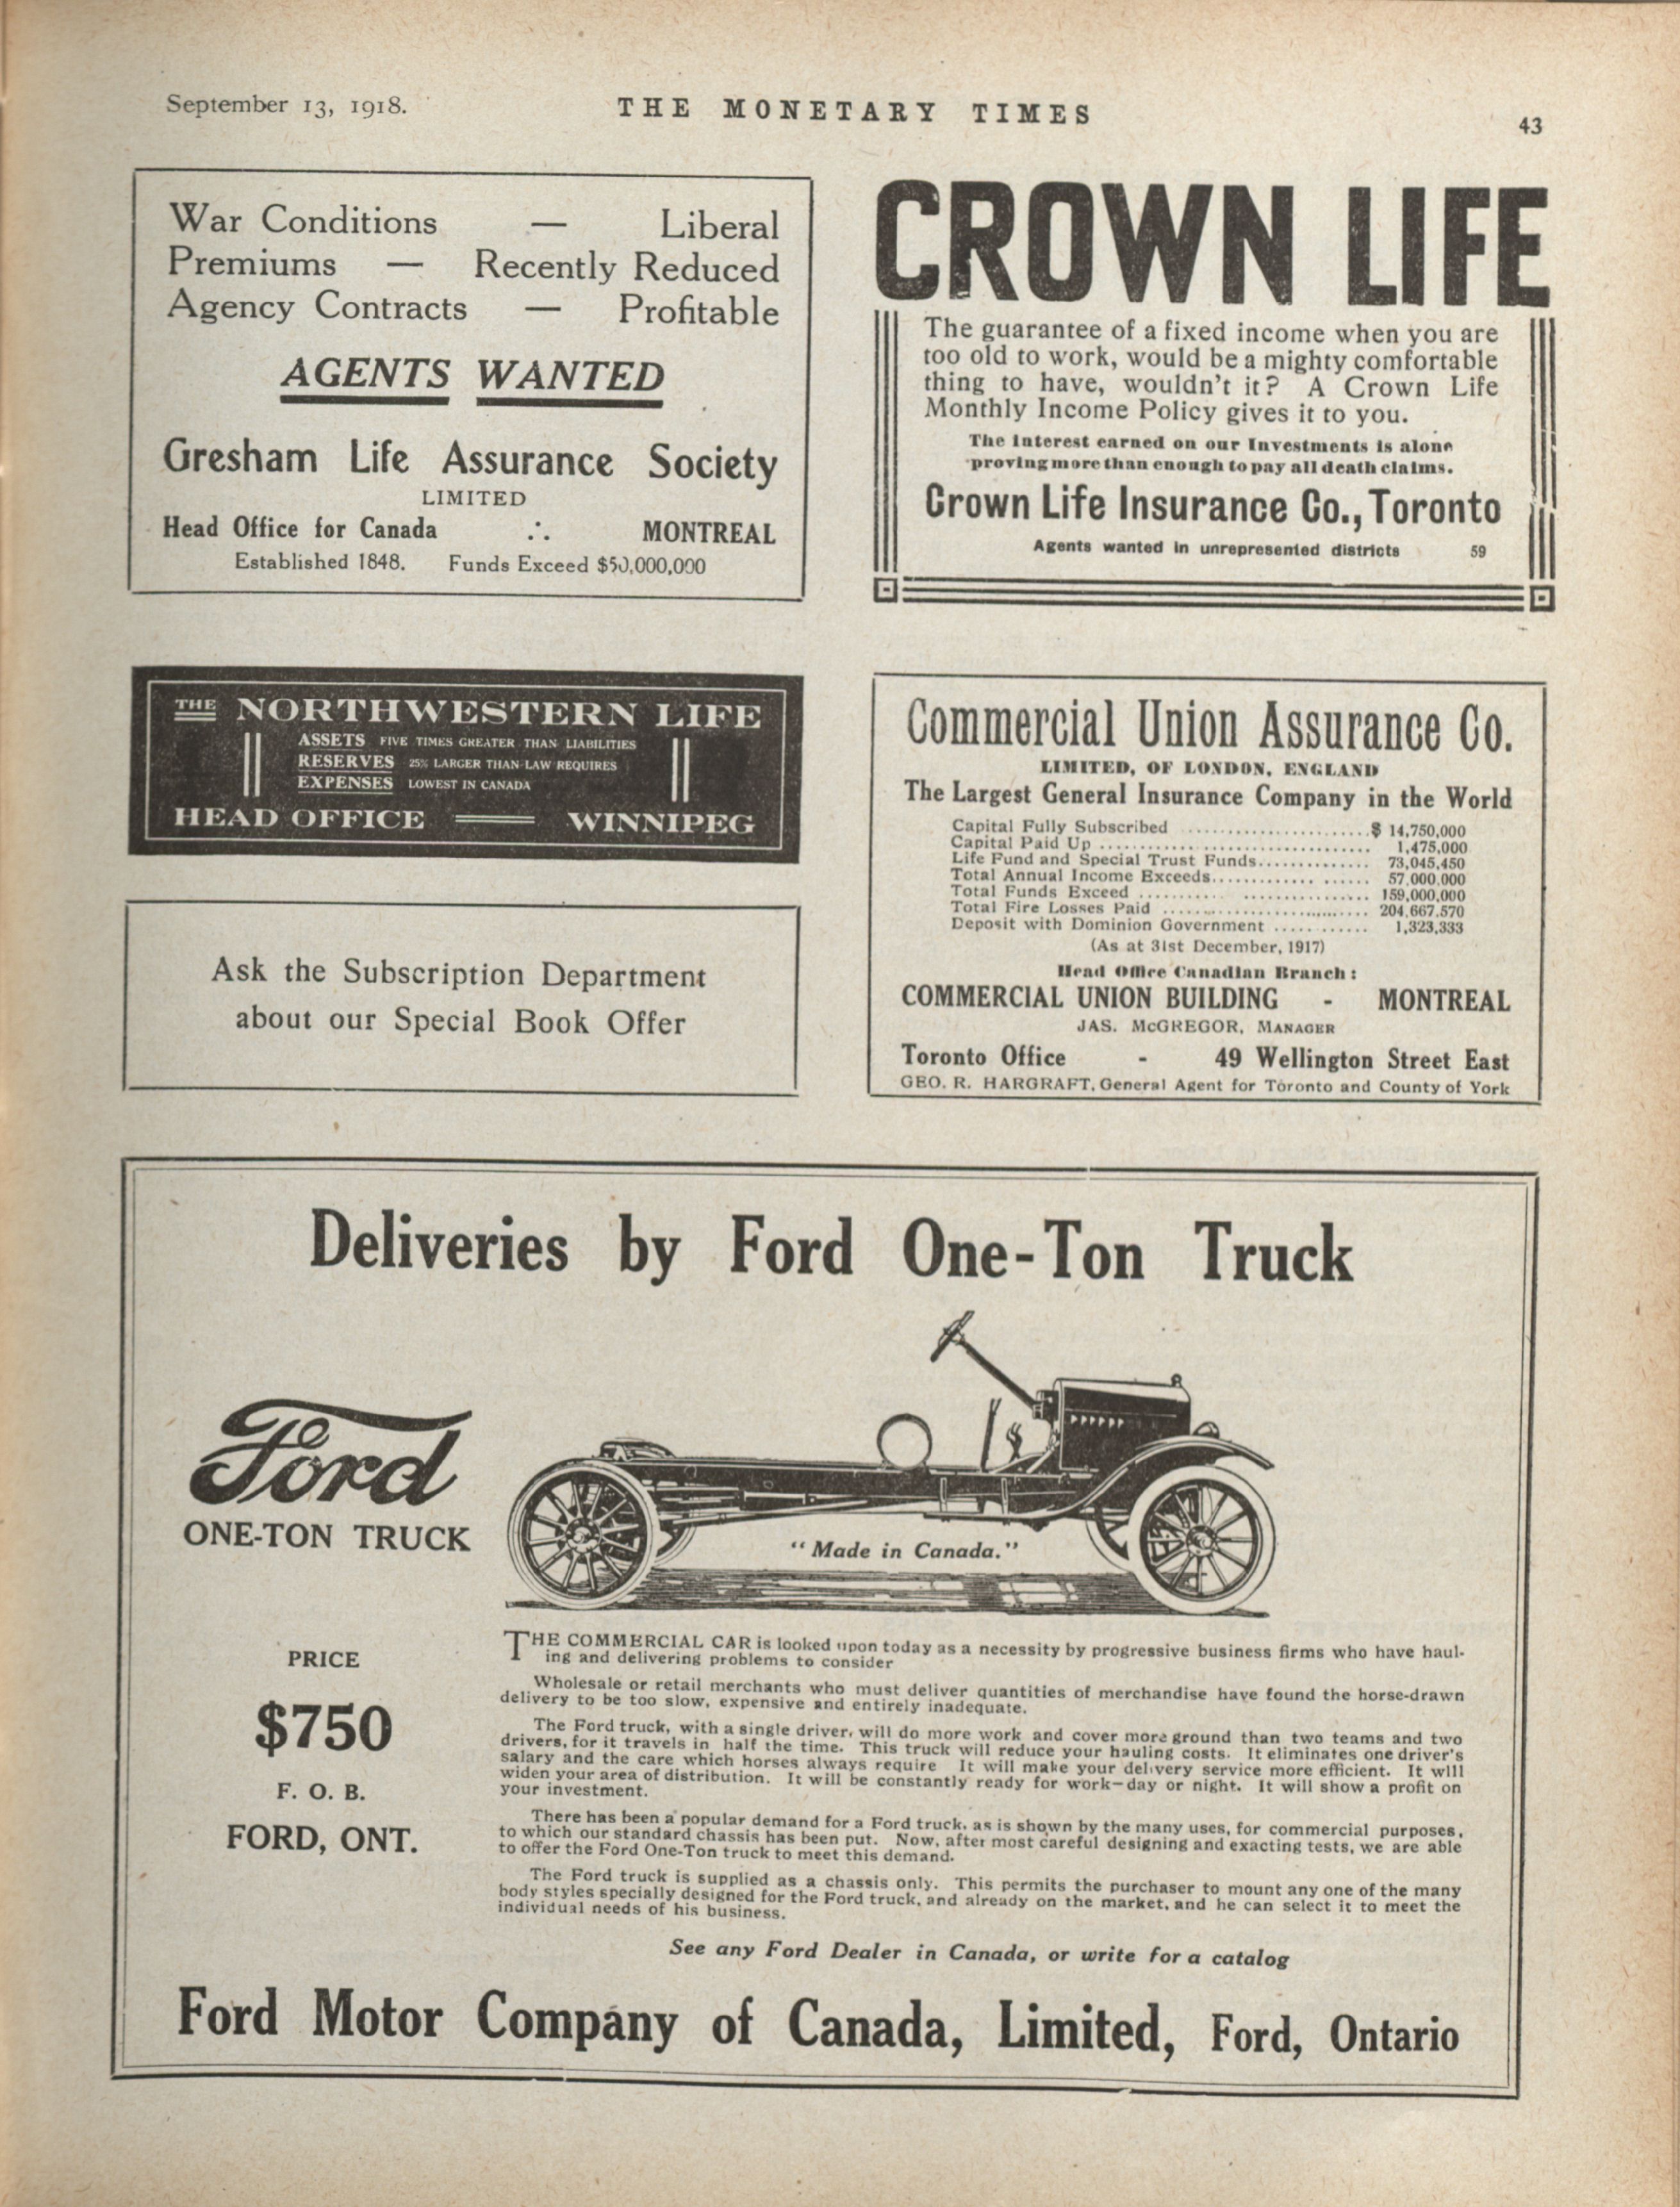 September 13, 1918.
THE MONETARY TIMES
43
War Conditions — Liberal
Premiums — Recently Reduced
Agency Contracts — Profitable
AGENTS WANTED
Gresham Life Assurance Society
LIMITED
Head Office for Canada ∴ MONTREAL
Established 1848. Funds Exceed $50,000,000
CROWN LIFE
The guarantee of a fixed income when you are
too old to work, would be a mighty comfortable
thing to have, wouldn't it? A Crown Life
Monthly Income Policy gives it to you.
The Interest earned on our Investments is alone
proving more than enough to pay all death claims.
Crown Life Insurance Co., Toronto
Agents wanted in unrepresented districts 59
THE NORTHWESTERN LIFE
ASSETS FIVE TIMES GREATER THAN LIABILITIES
RESERVES 25% LARGER THAN LAW REQUIRES
EXPENSES LOWEST IN CANADA
HEAD OFFICE WINNIPEG
Ask the Subscription Department
about our Special Book Offer
Commercial Union Assurance Co.
LIMITED, OF LONDON, ENGLAND
The Largest General Insurance Company in the World
Capital Fully Subscribed ........................ $ 14,750,000
Capital Paid Up .................................. 1,475,000
Life Fund and Special Trust Funds.............. 73,045,450
Total Annual Income Exceeds.................... 57,000,000
Total Funds Exceed .......................... 159,000,000
Total Fire Losses Paid .......................... 204,667,570
Deposit with Dominion Government ............ 1,323,333
(As at 31st December, 1917)
Head Office Canadian Branch:
COMMERCIAL UNION BUILDING - MONTREAL
JAS. McGREGOR, MANAGER
Toronto Office - 49 Wellington Street East
GEO. R. HARGRAFT, General Agent for Toronto and County of York
Deliveries by Ford One-Ton Truck
Ford
ONE-TON TRUCK
"Made in Canada."
PRICE
$750
F. O. B.
FORD, ONT.
THE COMMERCIAL CAR is looked upon today as a necessity by progressive business firms who have haul-
ing and delivering problems to consider
Wholesale or retail merchants who must deliver quantities of merchandise have found the horse-drawn
delivery to be too slow, expensive and entirely inadequate.
The Ford truck, with a single driver, will do more work and cover more ground than two teams and two
drivers, for it travels in half the time. This truck will reduce your hauling costs. It eliminates one driver's
salary and the care which horses always require It will make your delivery service more efficient. It will
widen your area of distribution. It will be constantly ready for work—day or night. It will show a profit on
your investment.
There has been a popular demand for a Ford truck, as is shown by the many uses, for commercial purposes,
to which our standard chassis has been put. Now, after most careful designing and exacting tests, we are able
to offer the Ford One-Ton truck to meet this demand.
The Ford truck is supplied as a chassis only. This permits the purchaser to mount any one of the many
body styles specially designed for the Ford truck, and already on the market, and he can select it to meet the
individual needs of his business.
See any Ford Dealer in Canada, or write for a catalog
Ford Motor Company of Canada, Limited, Ford, Ontario